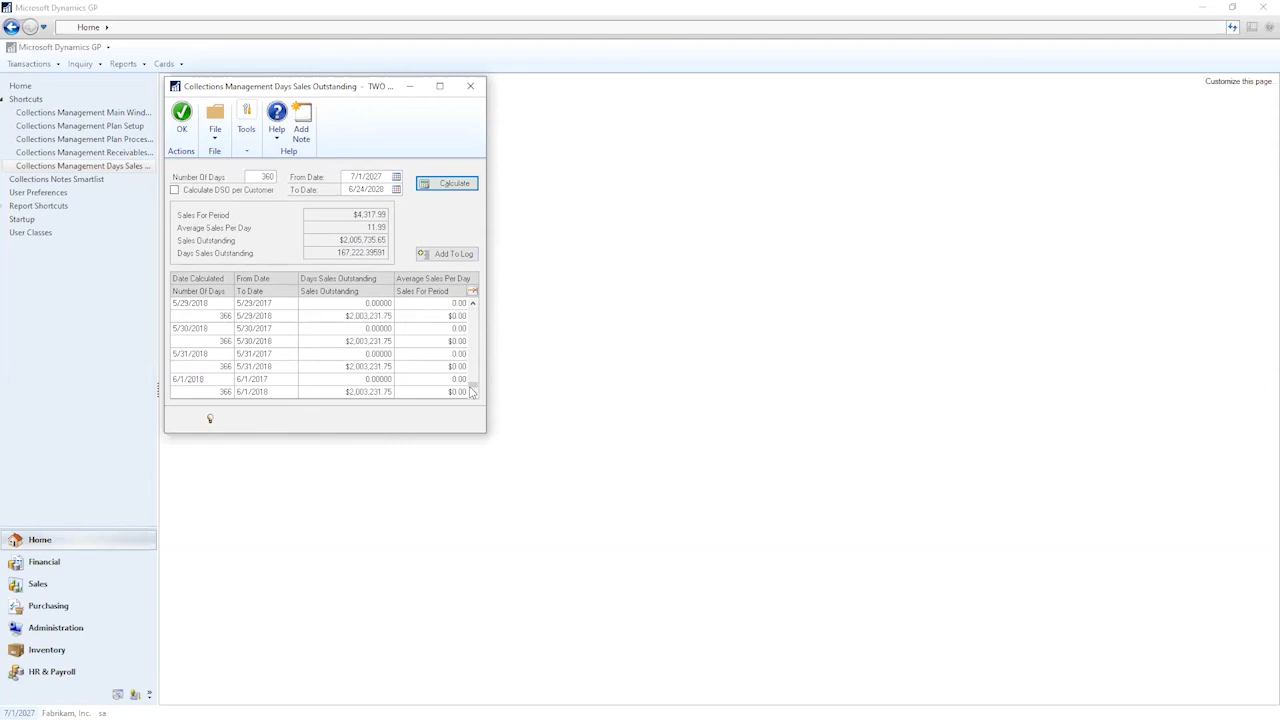 Microsoft Dynamics GP
Home
Microsoft Dynamics GP
Transactions Inquiry Reports Cards
Customize this page...
Home
Shortcuts
Collections Management Main Wind...
Collections Management Plan Setup
Collections Management Plan Proces...
Collections Management Receivables...
Collections Management Days Sales ...
Collections Notes Smartlist
User Preferences
Report Shortcuts
Startup
User Classes
Collections Management Days Sales Outstanding - TWO ...
OK File Tools Help Add Note
Actions File Help
Number Of Days 360 From Date: 7/1/2027 Calculate
Calculate DSO per Customer To Date: 6/24/2028
Sales For Period $4,317.99
Average Sales Per Day 11.99
Sales Outstanding $2,005,735.65
Days Sales Outstanding 167,222.39591 Add To Log
Date Calculated From Date Days Sales Outstanding Average Sales Per Day
Number Of Days To Date Sales Outstanding Sales For Period
5/29/2018 5/29/2017 0.00000 0.00
366 5/29/2018 $2,003,231.75 $0.00
5/30/2018 5/30/2017 0.00000 0.00
366 5/30/2018 $2,003,231.75 $0.00
5/31/2018 5/31/2017 0.00000 0.00
366 5/31/2018 $2,003,231.75 $0.00
6/1/2018 6/1/2017 0.00000 0.00
366 6/1/2018 $2,003,231.75 $0.00
Home
Financial
Sales
Purchasing
Administration
Inventory
HR & Payroll
7/1/2027 Fabrikam, Inc. sa